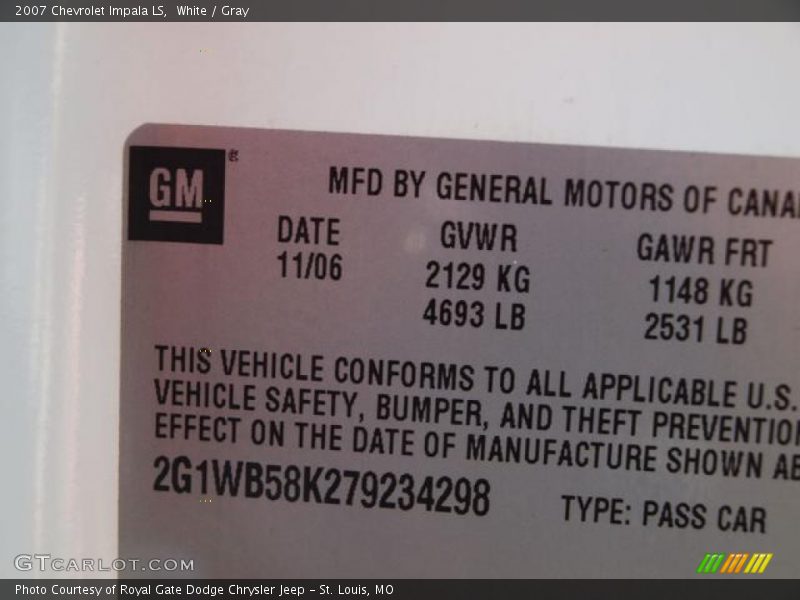 2007 Chevrolet Impala LS, White / Gray
GM®
MFD BY GENERAL MOTORS OF
DATE GVWR GAWR FRT
11/06 2129 KG 1148 KG
4693 LB 2531 LB
THIS VEHICLE CONFORMS TO ALL APPLICABLE U.S.
VEHICLE SAFETY, BUMPER, AND THEFT
EFFECT ON THE DATE OF MANUFACTURE SHOWN
2G1WB58K279234298 TYPE: PASS CAR
GTCARLOT.COM
Photo Courtesy of Royal Gate Dodge Chrysler Jeep - St. Louis, MO